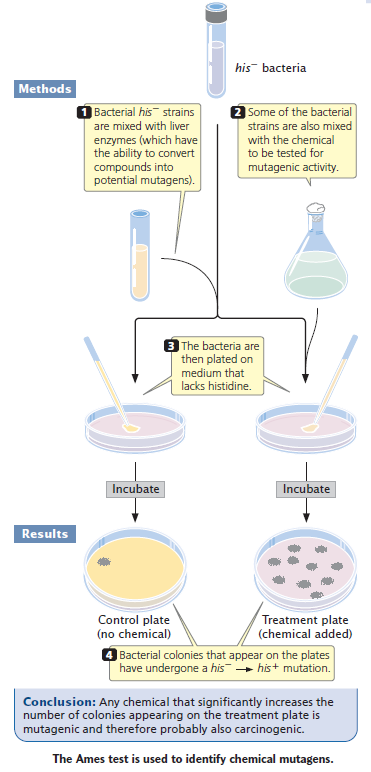 his⁻ bacteria
Methods
1 Bacterial his⁻ strains
are mixed with liver
enzymes (which have
the ability to convert
compounds into
potential mutagens).
2 Some of the bacterial
strains are also mixed
with the chemical
to be tested for
mutagenic activity.
3 The bacteria are
then plated on
medium that
lacks histidine.
Incubate
Incubate
Results
Control plate
(no chemical)
Treatment plate
(chemical added)
4 Bacterial colonies that appear on the plates
have undergone a his⁻ → his+ mutation.
Conclusion: Any chemical that significantly increases the
number of colonies appearing on the treatment plate is
mutagenic and therefore probably also carcinogenic.
The Ames test is used to identify chemical mutagens.